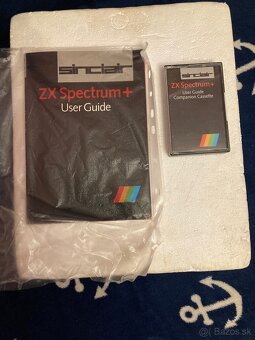 sinclair
ZX Spectrum+
User Guide
sinclair
ZX Spectrum+
User Guide
Companion Cassette
© Bazos.sk